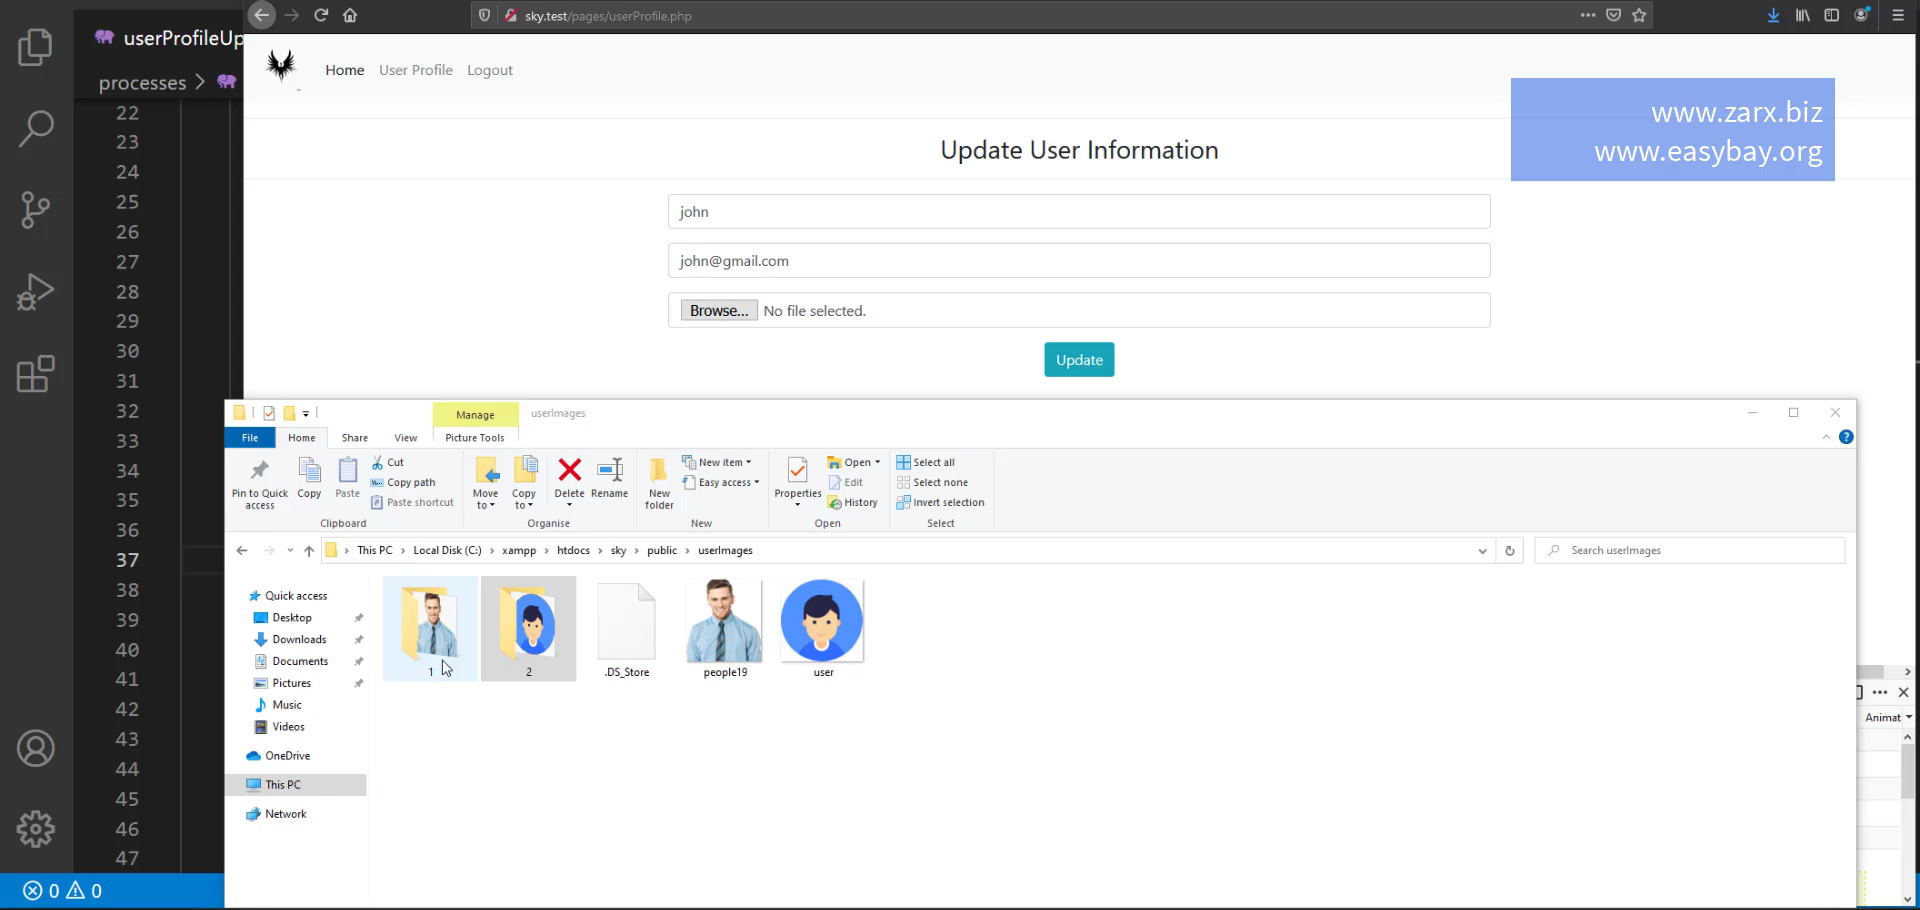 sky.test/pages/userProfile.php
userProfileUp
processes >
22
23
24
25
26
27
28
29
30
31
32
33
34
35
36
37
38
39
40
41
42
43
44
45
46
47
0 0
Home User Profile Logout
www.zarx.biz
www.easybay.org
Update User Information
john
john@gmail.com
Browse... No file selected.
Update
Manage userImages
File Home Share View Picture Tools
Pin to Quick access
Copy
Paste
Cut
Copy path
Paste shortcut
Clipboard
Move to
Copy to
Delete
Rename
Organise
New folder
New item
Easy access
New
Properties
Open
Edit
History
Open
Select all
Select none
Invert selection
Select
This PC > Local Disk (C:) > xampp > htdocs > sky > public > userImages
Search userImages
Quick access
Desktop
Downloads
Documents
Pictures
Music
Videos
OneDrive
This PC
Network
1
2
.DS_Store
people19
user
Animat